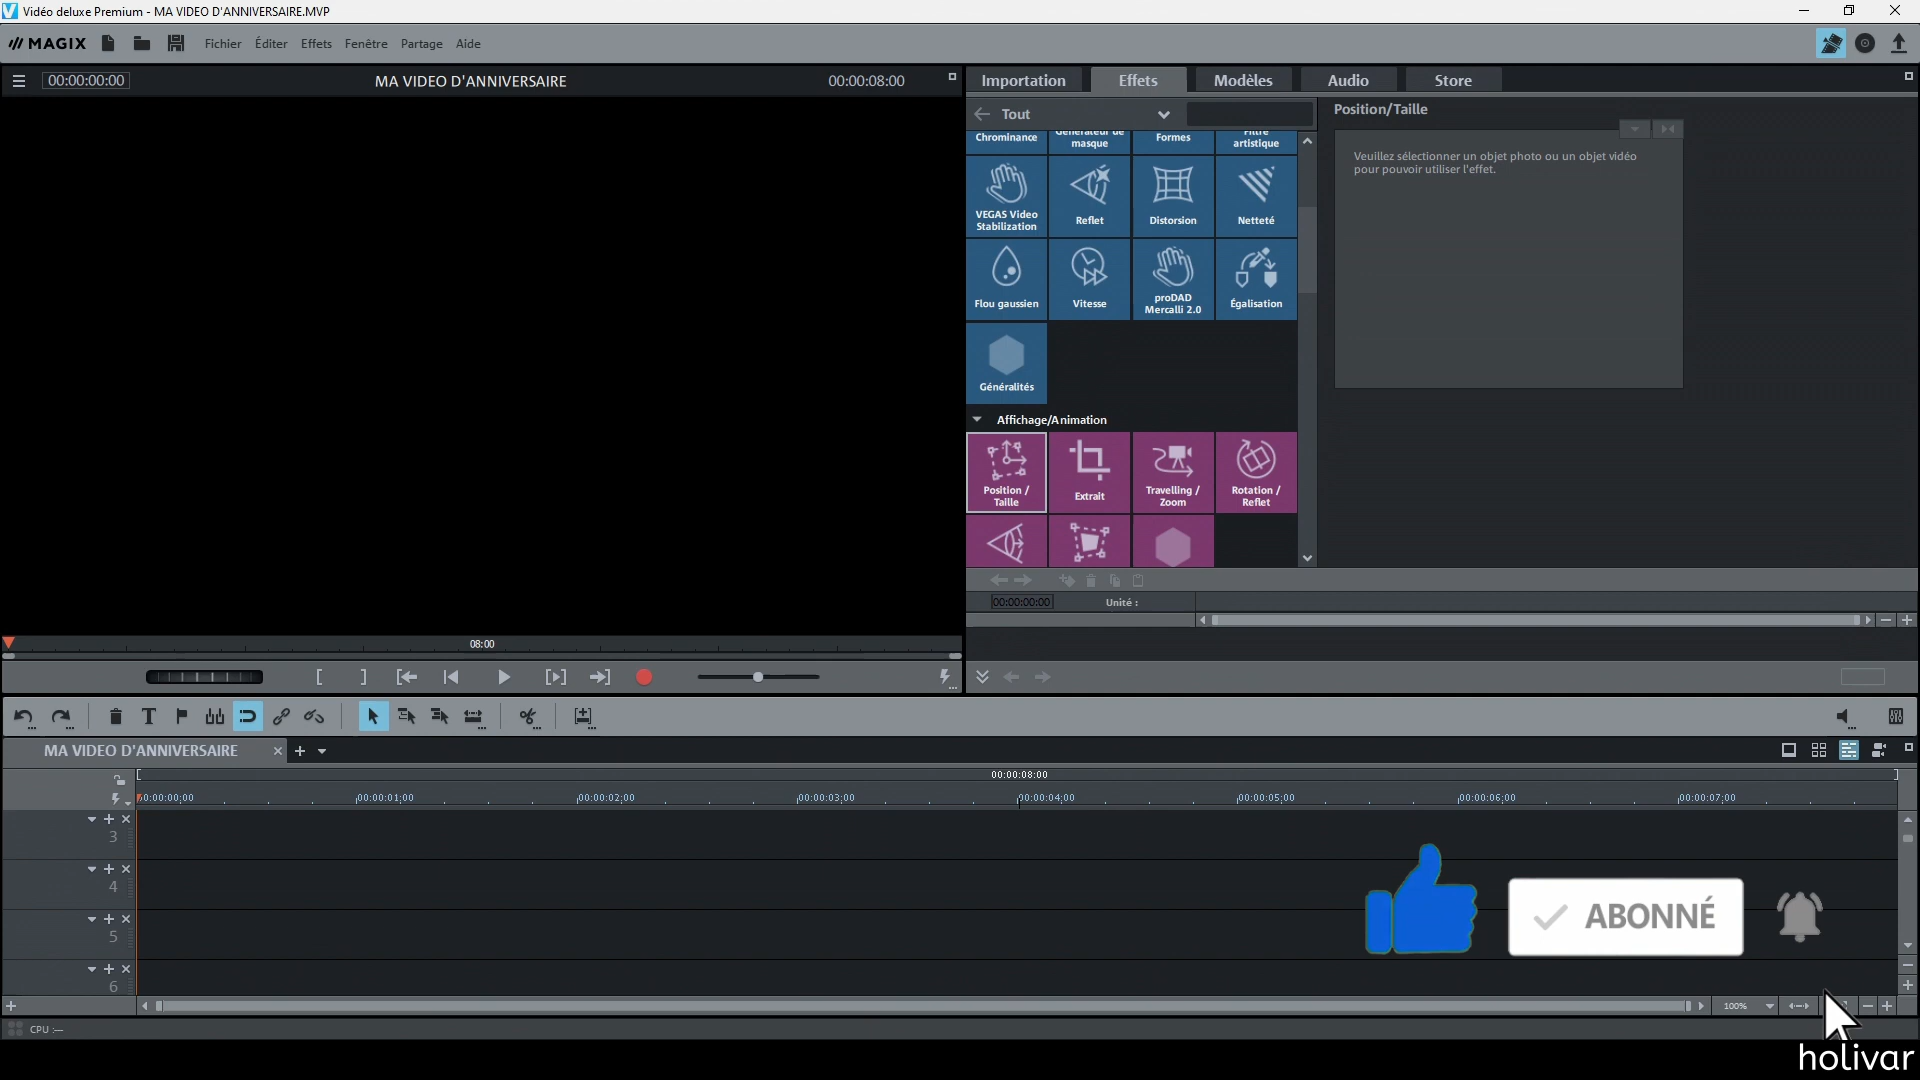 Vidéo deluxe Premium - MA VIDEO D'ANNIVERSAIRE.MVP
MAGIX
Fichier Éditer Effets Fenêtre Partage Aide
00:00:00:00
MA VIDEO D'ANNIVERSAIRE
00:00:08:00
Importation Effets Modèles Audio Store
Tout
Position/Taille
Chrominance
Générateur de
masque
Formes
Filtre
artistique
Veuillez sélectionner un objet photo ou un objet vidéo
pour pouvoir utiliser l'effet.
VEGAS Video
Stabilization
Reflet
Distorsion
Netteté
Flou gaussien
Vitesse
proDAD
Mercalli 2.0
Égalisation
Généralités
Affichage/Animation
Position /
Taille
Extrait
Travelling /
Zoom
Rotation /
Reflet
00:00:00:00
Unité :
08:00
MA VIDEO D'ANNIVERSAIRE
00:00:08:00
00:00:00;00 00:00:01;00 00:00:02;00 00:00:03;00 00:00:04;00 00:00:05;00 00:00:06;00 00:00:07;00
3
4
5
6
ABONNÉ
100%
CPU :—
holivar